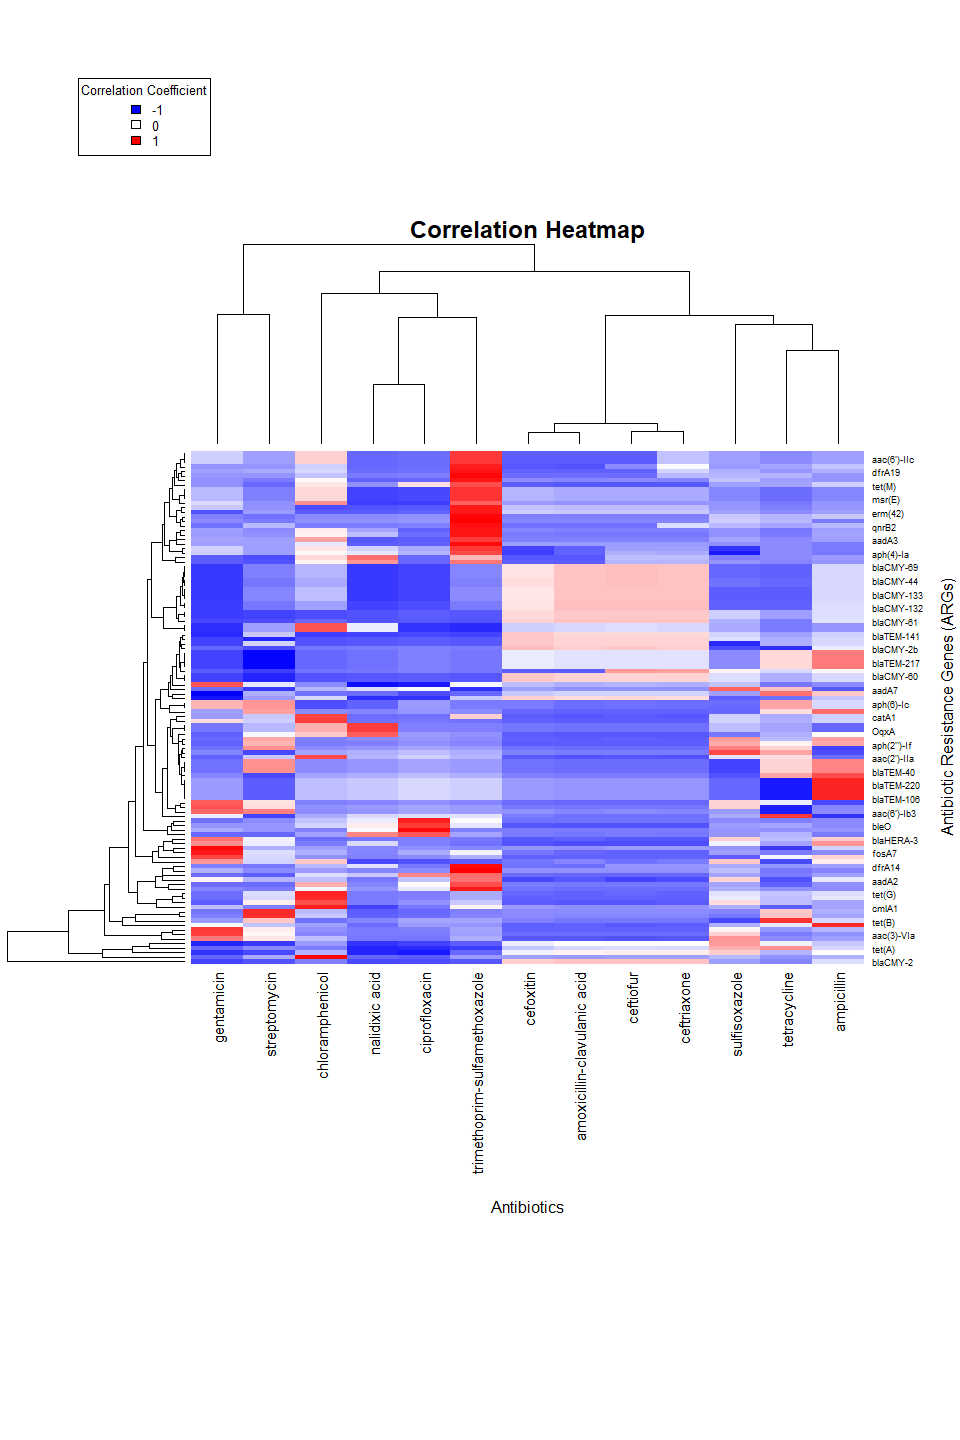 Correlation Coefficient
-1
0
1
Correlation Heatmap
aac(6')-IIc
dfrA19
tet(M)
msr(E)
erm(42)
qnrB2
aadA3
aph(4)-Ia
blaCMY-69
blaCMY-44
blaCMY-133
blaCMY-132
blaCMY-61
blaTEM-141
blaCMY-2b
blaTEM-217
blaCMY-60
aadA7
aph(6)-Ic
catA1
OqxA
aph(2'')-If
aac(2')-IIa
blaTEM-40
blaTEM-220
blaTEM-106
aac(6')-Ib3
bleO
blaHERA-3
fosA7
dfrA14
aadA2
tet(G)
cmlA1
tet(B)
aac(3)-VIa
tet(A)
blaCMY-2
Antibiotic Resistance Genes (ARGs)
gentamicin
streptomycin
chloramphenicol
nalidixic acid
ciprofloxacin
trimethoprim-sulfamethoxazole
cefoxitin
amoxicillin-clavulanic acid
ceftiofur
ceftriaxone
sulfisoxazole
tetracycline
ampicillin
Antibiotics